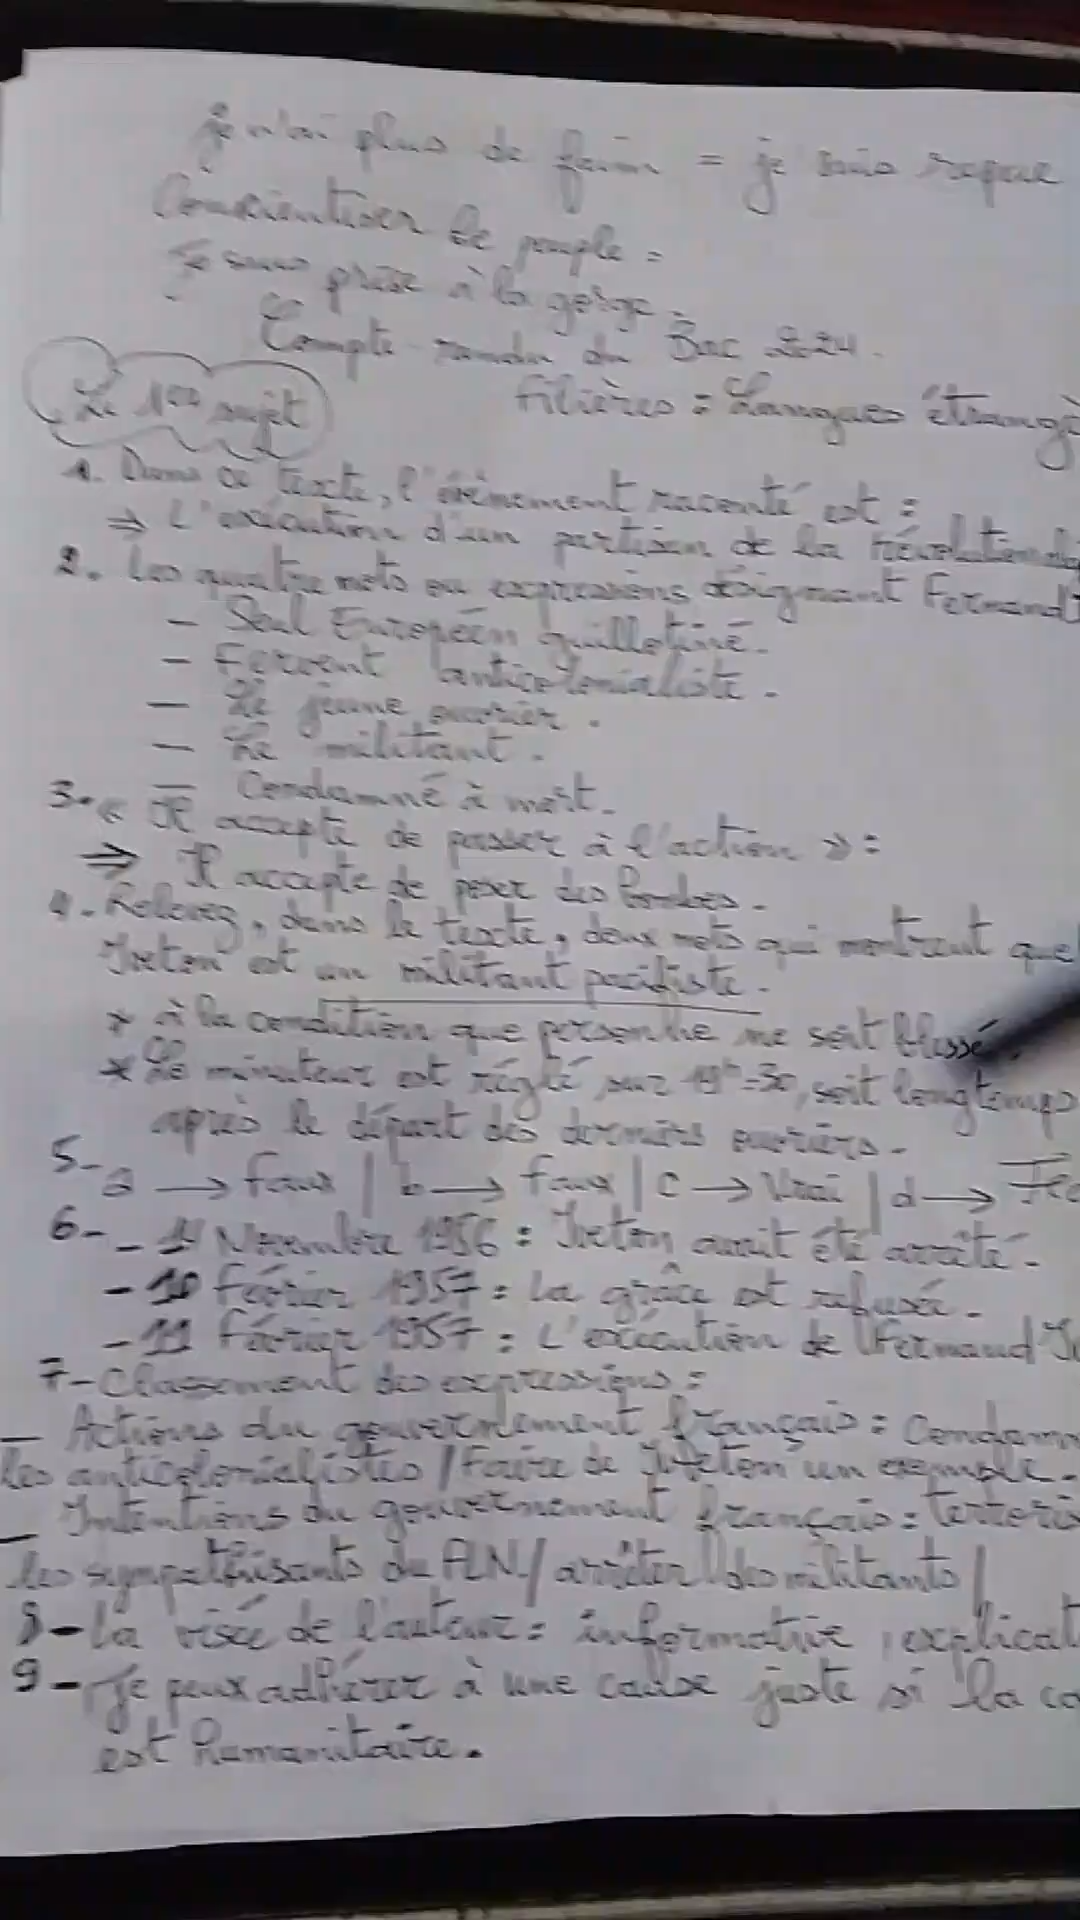 je n'ai plus de faim = je suis repue
Conscientiser le peuple =
Je suis prise à la gorge.
Compte rendu du Bac 2024.
Le 1er sujet
Filières = Langues étrangè
1. Dans ce texte, l'évènement raconté est :
⇒ L'exécution d'un partisan de la révolution
2. Les quatre mots ou expressions désignant Fernand
- Seul Européen guillotiné.
- Fervent anticolonialiste.
- Le jeune ouvrier.
- Le militant.
- Condamné à mort.
3- « Il accepte de passer à l'action » :
⇒ Il accepte de poser des bombes.
4- Relevez, dans le texte, deux mots qui montrent que
Iveton est un militant pacifiste.
* à la condition que personne ne soit blessé.
* Le minuteur est réglé sur 19h=30, soit longtemps
après le départ des derniers ouvriers.
5- a → Faux | b → Faux | c → Vrai | d →
6- - 14 Novembre 1956 : Iveton avait été arrêté.
- 10 Février 1957 : La grâce est refusée.
- 11 Février 1957 : L'exécution de Fernand
7- Classement des expressions :
- Actions du gouvernement français : Condamn
les anticolonialistes / Faire de Iveton un exemple.
- Intentions du gouvernement français : terroris
les sympathisants du FLN / arrêter des militants /
8- La visée de l'auteur : informative, explicat
9- Je peux adhérer à une cause juste si la ca
est humanitaire.